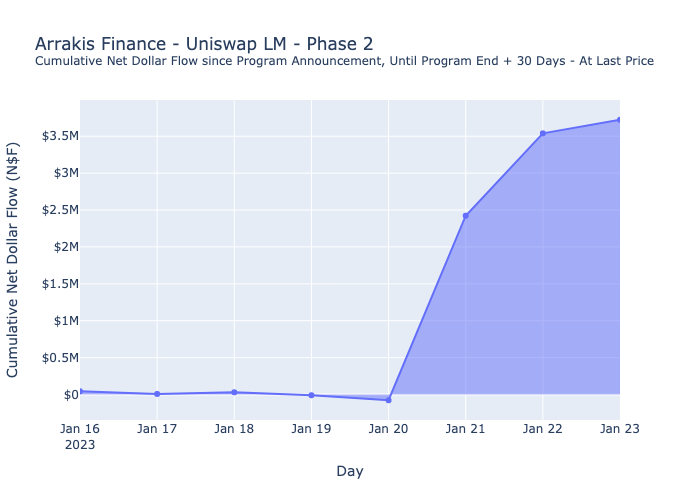 Arrakis Finance - Uniswap LM - Phase 2
Cumulative Net Dollar Flow since Program Announcement, Until Program End + 30 Days - At Last Price
Cumulative Net Dollar Flow (N$F)
$3.5M
$3M
$2.5M
$2M
$1.5M
$1M
$0.5M
$0
Jan 16 Jan 17 Jan 18 Jan 19 Jan 20 Jan 21 Jan 22 Jan 23
2023
Day